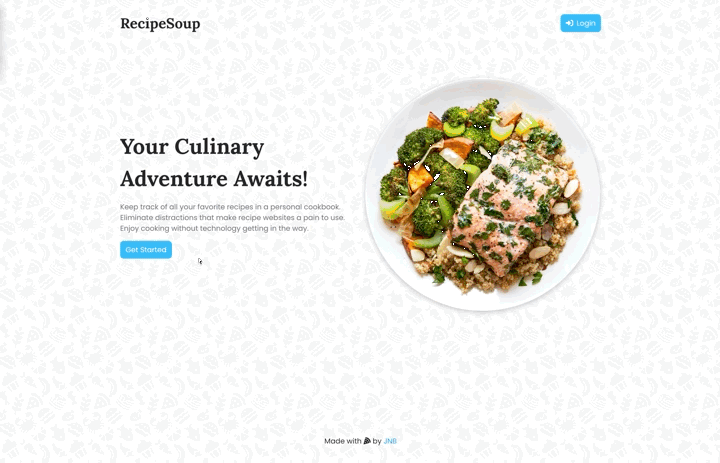 RecipeSoup
Login
Your Culinary
Adventure Awaits!
Keep track of all your favorite recipes in a personal cookbook.
Eliminate distractions that make recipe websites a pain to use.
Enjoy cooking without technology getting in the way.
Get Started
Made with by JNB